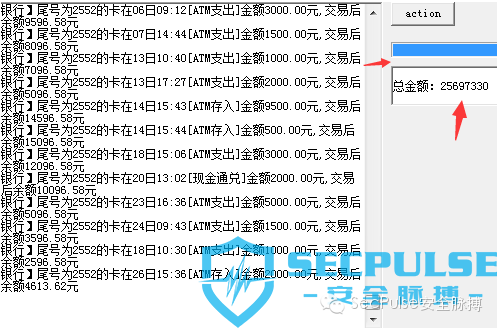 银行】尾号为2552的卡在06日09:12[ATM支出]金额3000.00元,交易后
余额9596.58元
银行】尾号为2552的卡在07日14:44[ATM支出]金额1500.00元,交易后
余额8096.58元
银行】尾号为2552的卡在13日10:40[ATM支出]金额1000.00元,交易后
余额7096.58元
银行】尾号为2552的卡在13日17:27[ATM支出]金额2000.00元,交易后
余额5096.58元
银行】尾号为2552的卡在14日15:43[ATM存入]金额9500.00元,交易后
余额14596.58元
银行】尾号为2552的卡在14日15:44[ATM存入]金额500.00元,交易后
余额15096.58元
银行】尾号为2552的卡在18日15:06[ATM支出]金额3000.00元,交易后
余额12096.58元
银行】尾号为2552的卡在20日13:02[现金通兑]金额2000.00元,交易
后余额10096.58元
银行】尾号为2552的卡在23日16:36[ATM支出]金额5000.00元,交易后
余额5096.58元
银行】尾号为2552的卡在24日09:43[ATM支出]金额1500.00元,交易后
余额3596.58元
银行】尾号为2552的卡在18日10:30[ATM支出]金额1000.00元,交易后
余额2596.58元
银行】尾号为2552的卡在26日15:36[ATM存入]金额2000.00元,交易后
余额4613.62元
action
总金额：25697330
SECPULSE
安全脉搏
SecPulse安全脉搏